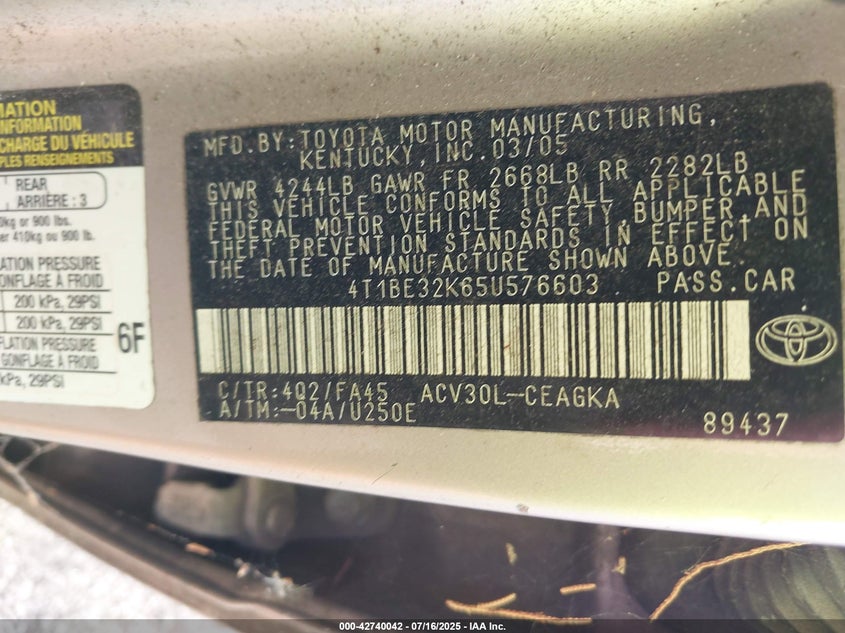 MATION
INFORMATION
CHARGE DU VÉHICULE
PLES RENSEIGNEMENTS
REAR
ARRIÈRE : 3
kg or 900 lbs.
er 410kg ou 900 lb.
LATION PRESSURE
GONFLAGE À FROID
200 kPa, 29PSI
200 kPa, 29PSI
FLATION PRESSURE
GONFLAGE À FROID
kPa, 29PSI
6F
MFD.BY:TOYOTA MOTOR MANUFACTURING,
KENTUCKY,INC.03/05
GVWR 4244LB GAWR FR 2668LB RR 2282LB
THIS VEHICLE CONFORMS TO ALL APPLICABLE
FEDERAL MOTOR VEHICLE SAFETY,BUMPER,AND
THEFT PREVENTION STANDARDS IN EFFECT ON
THE DATE OF MANUFACTURE SHOWN ABOVE.
4T1BE32K65U576603 PASS.CAR
C/TR:4Q2/FA45 ACV30L-CEAGKA
A/TM:-04A/U250E
89437
000-42740042 - 07/16/2025 - IAA Inc.